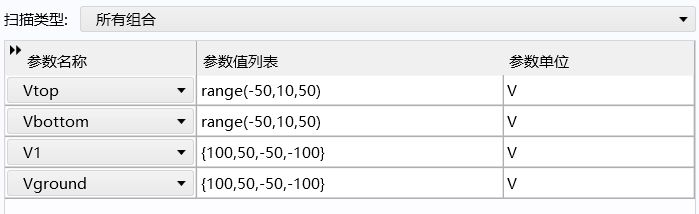 扫描类型: 所有组合
参数名称 参数值列表 参数单位
Vtop range(-50,10,50) V
Vbottom range(-50,10,50) V
V1 {100,50,-50,-100} V
Vground {100,50,-50,-100} V